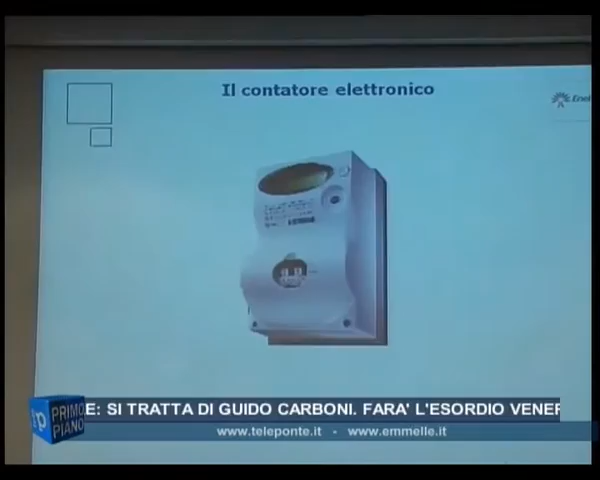 Il contatore elettronico
Enel
PRIMO
PIANO
E: SI TRATTA DI GUIDO CARBONI. FARA' L'ESORDIO VENER
www.teleponte.it - www.emmelle.it